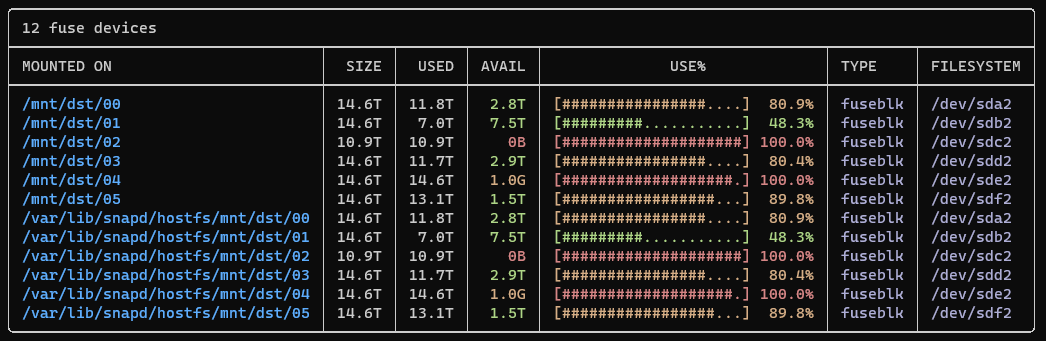 12 fuse devices
MOUNTED ON SIZE USED AVAIL USE% TYPE FILESYSTEM
/mnt/dst/00 14.6T 11.8T 2.8T [################....] 80.9% fuseblk /dev/sda2
/mnt/dst/01 14.6T 7.0T 7.5T [#########...........] 48.3% fuseblk /dev/sdb2
/mnt/dst/02 10.9T 10.9T 0B [####################] 100.0% fuseblk /dev/sdc2
/mnt/dst/03 14.6T 11.7T 2.9T [################....] 80.4% fuseblk /dev/sdd2
/mnt/dst/04 14.6T 14.6T 1.0G [###################.] 100.0% fuseblk /dev/sde2
/mnt/dst/05 14.6T 13.1T 1.5T [#################...] 89.8% fuseblk /dev/sdf2
/var/lib/snapd/hostfs/mnt/dst/00 14.6T 11.8T 2.8T [################....] 80.9% fuseblk /dev/sda2
/var/lib/snapd/hostfs/mnt/dst/01 14.6T 7.0T 7.5T [#########...........] 48.3% fuseblk /dev/sdb2
/var/lib/snapd/hostfs/mnt/dst/02 10.9T 10.9T 0B [####################] 100.0% fuseblk /dev/sdc2
/var/lib/snapd/hostfs/mnt/dst/03 14.6T 11.7T 2.9T [################....] 80.4% fuseblk /dev/sdd2
/var/lib/snapd/hostfs/mnt/dst/04 14.6T 14.6T 1.0G [###################.] 100.0% fuseblk /dev/sde2
/var/lib/snapd/hostfs/mnt/dst/05 14.6T 13.1T 1.5T [#################...] 89.8% fuseblk /dev/sdf2